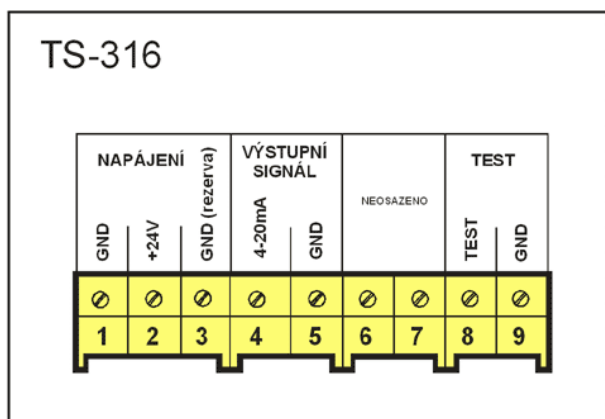 TS-316
NAPÁJENÍ
VÝSTUPNÍ
SIGNÁL
NEOSAZENO
TEST
GND
+24V
GND (rezerva)
4-20mA
GND
TEST
GND
1 2 3 4 5 6 7 8 9